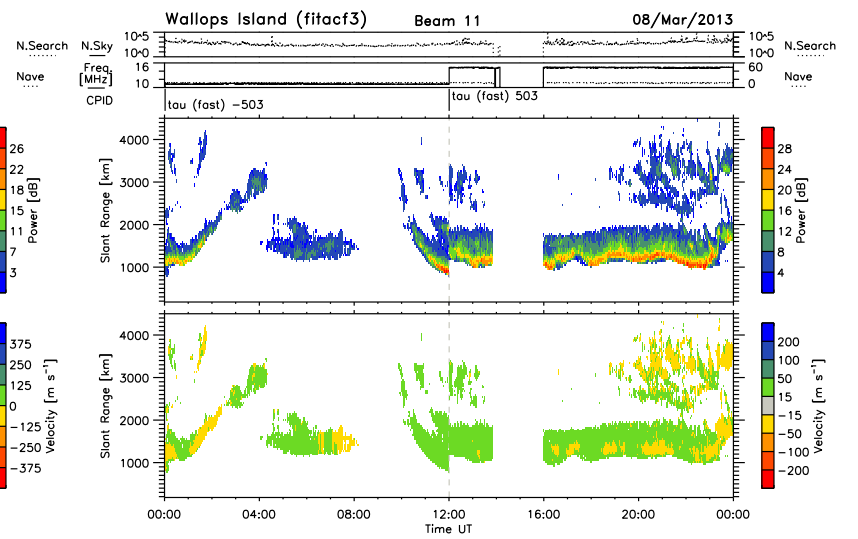 Wallops Island (fitacf3) Beam 11 08/Mar/2013
N.Search N.Sky 10^5 10^0 10^5 10^0 N.Search
Nave Freq. [MHz] 16 10 60 0 Nave
CPID tau (fast) -503 tau (fast) 503
Power [dB] 26 22 18 15 11 7 3
Slant Range [km] 4000 3000 2000 1000
28 24 20 16 12 8 4 Power [dB]
Velocity [m s⁻¹] 375 250 125 0 -125 -250 -375
Slant Range [km] 4000 3000 2000 1000
200 100 50 15 -15 -50 -100 -200 Velocity [m s⁻¹]
00:00 04:00 08:00 12:00 16:00 20:00 00:00
Time UT